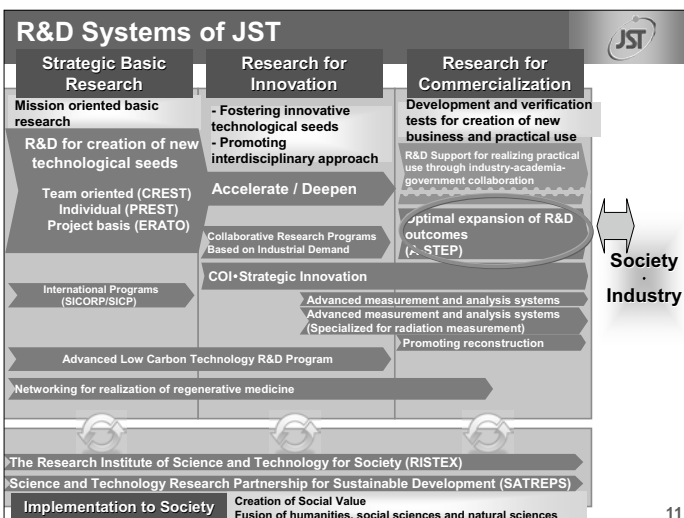 R&D Systems of JST
JST
Strategic Basic
Research
Research for
Innovation
Research for
Commercialization
Mission oriented basic
research
- Fostering innovative
technological seeds
- Promoting
interdisciplinary approach
Development and verification
tests for creation of new
business and practical use
R&D for creation of new
technological seeds
Team oriented (CREST)
Individual (PREST)
Project basis (ERATO)
Accelerate / Deepen
R&D Support for realizing practical
use through industry-academia-
government collaboration
Collaborative Research Programs
Based on Industrial Demand
Optimal expansion of R&D
outcomes
(A-STEP)
Society
·
Industry
COI•Strategic Innovation
International Programs
(SICORP/SICP)
Advanced measurement and analysis systems
Advanced measurement and analysis systems
(Specialized for radiation measurement)
Promoting reconstruction
Advanced Low Carbon Technology R&D Program
Networking for realization of regenerative medicine
The Research Institute of Science and Technology for Society (RISTEX)
Science and Technology Research Partnership for Sustainable Development (SATREPS)
Implementation to Society
Creation of Social Value
Fusion of humanities, social sciences and natural sciences
11